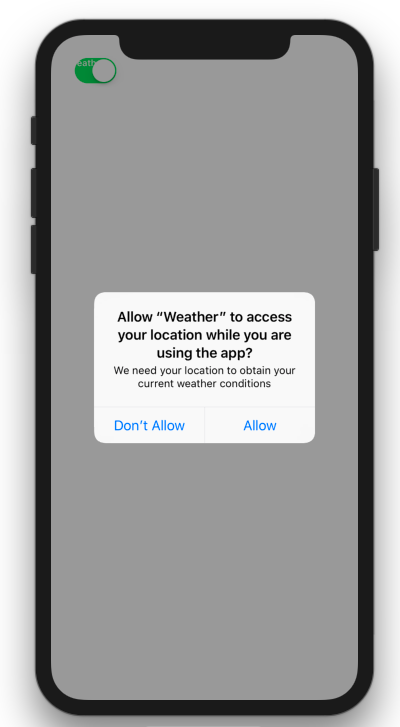 eath
Allow “Weather” to access
your location while you are
using the app?
We need your location to obtain your
current weather conditions
Don’t Allow
Allow